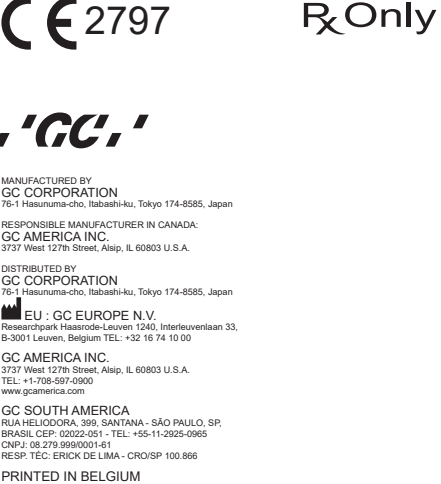 CE 2797
Rx Only
'GC,'
MANUFACTURED BY
GC CORPORATION
76-1 Hasunuma-cho, Itabashi-ku, Tokyo 174-8585, Japan
RESPONSIBLE MANUFACTURER IN CANADA:
GC AMERICA INC.
3737 West 127th Street, Alsip, IL 60803 U.S.A.
DISTRIBUTED BY
GC CORPORATION
76-1 Hasunuma-cho, Itabashi-ku, Tokyo 174-8585, Japan
EU : GC EUROPE N.V.
Researchpark Haasrode-Leuven 1240, Interleuvenlaan 33,
B-3001 Leuven, Belgium TEL: +32 16 74 10 00
GC AMERICA INC.
3737 West 127th Street, Alsip, IL 60803 U.S.A.
TEL: +1-708-597-0900
www.gcamerica.com
GC SOUTH AMERICA
RUA HELIODORA, 399, SANTANA - SÃO PAULO, SP,
BRASIL CEP: 02022-051 - TEL: +55-11-2925-0965
CNPJ: 08.279.999/0001-61
RESP. TÉC: ERICK DE LIMA - CRO/SP 100.866
PRINTED IN BELGIUM